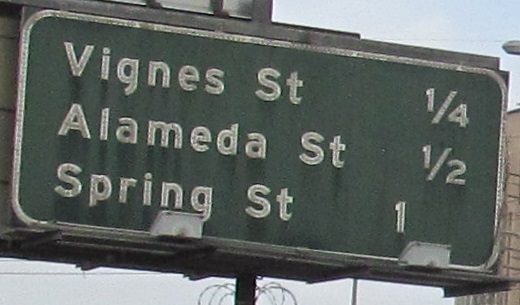 Vignes St 1/4
Alameda St 1/2
Spring St 1